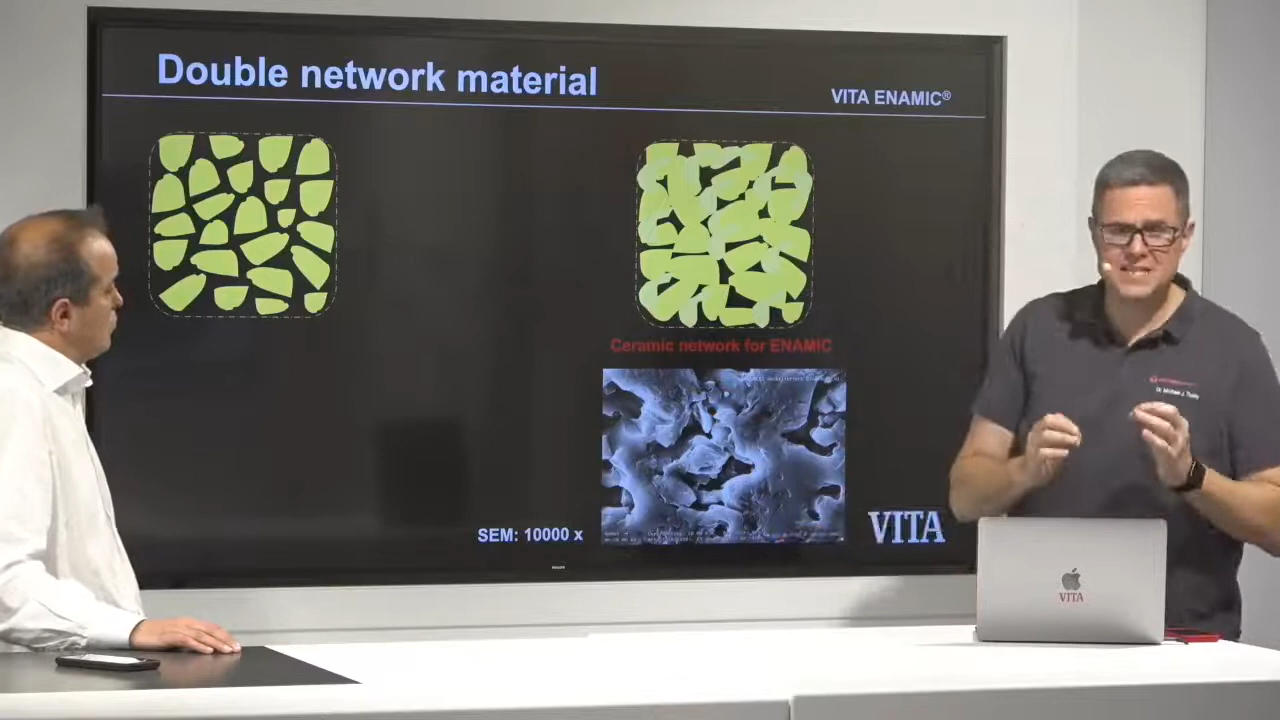 Double network material
VITA ENAMIC®
Ceramic network for ENAMIC
SEM: 10000 x
VITA
VITA